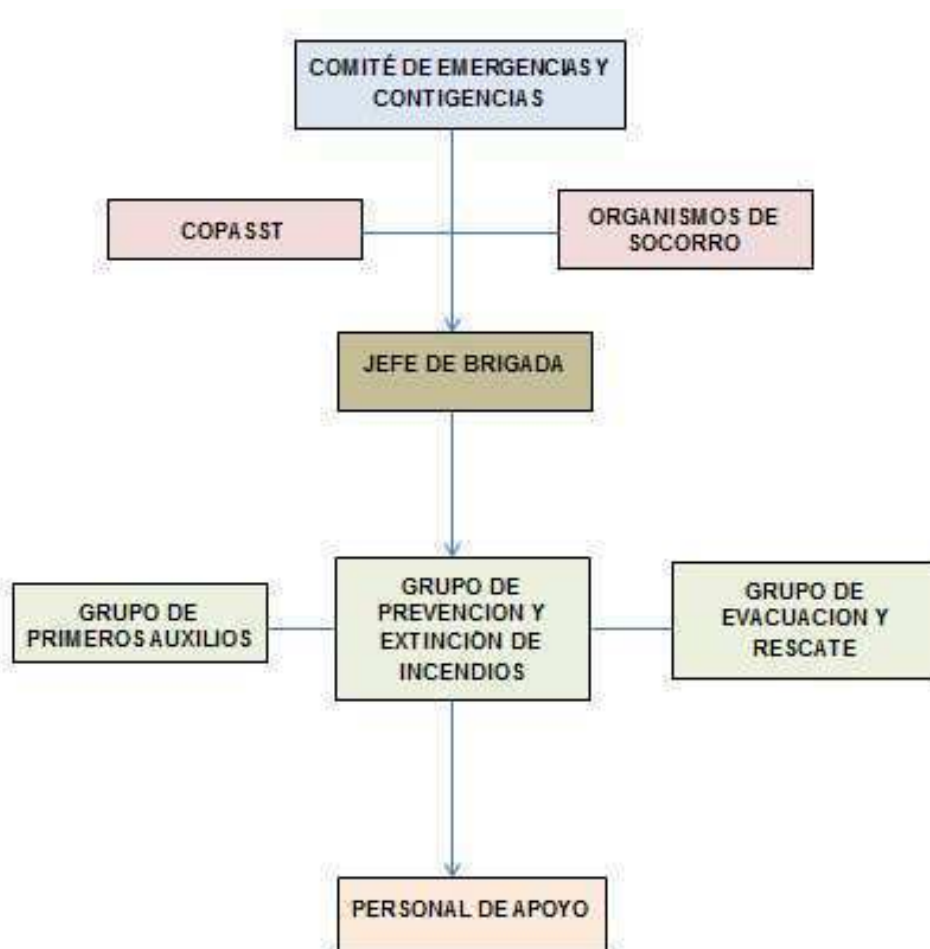 COMITÉ DE EMERGENCIAS Y
CONTIGENCIAS
COPASST
ORGANISMOS DE
SOCORRO
JEFE DE BRIGADA
GRUPO DE
PRIMEROS AUXILIOS
GRUPO DE
PREVENCION Y
EXTINCIÓN DE
INCENDIOS
GRUPO DE
EVACUACION Y
RESCATE
PERSONAL DE APOYO